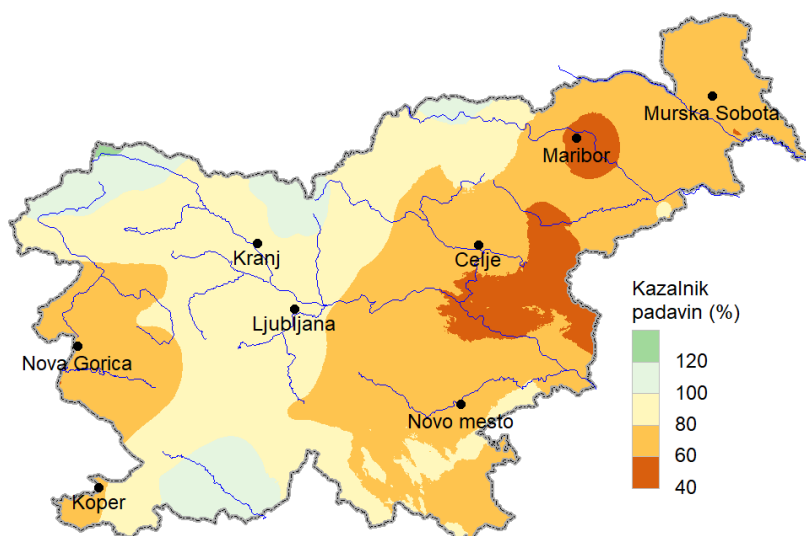 Murska Sobota
Maribor
Kranj
Celje
Ljubljana
Nova Gorica
Novo mesto
Koper
Kazalnik
padavin (%)
120
100
80
60
40